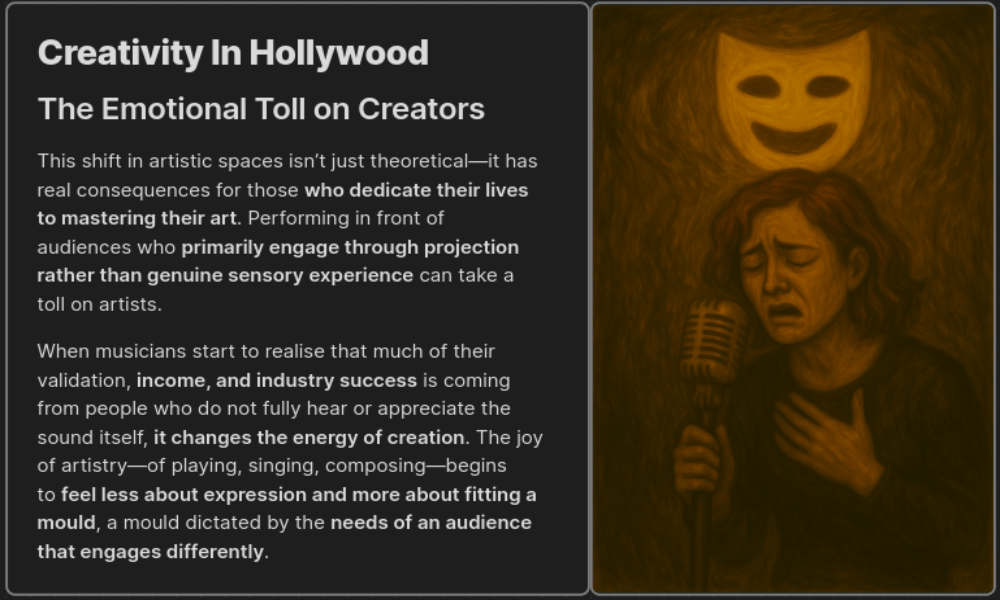 Creativity In Hollywood
The Emotional Toll on Creators
This shift in artistic spaces isn’t just theoretical—it has
real consequences for those who dedicate their lives
to mastering their art. Performing in front of
audiences who primarily engage through projection
rather than genuine sensory experience can take a
toll on artists.
When musicians start to realise that much of their
validation, income, and industry success is coming
from people who do not fully hear or appreciate the
sound itself, it changes the energy of creation. The joy
of artistry—of playing, singing, composing—begins
to feel less about expression and more about fitting a
mould, a mould dictated by the needs of an audience
that engages differently.